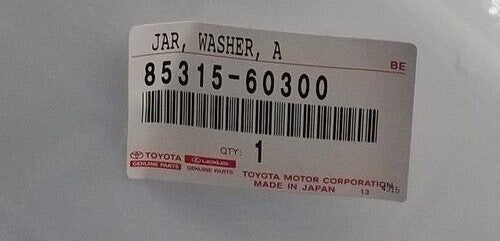 JAR, WASHER, A
BE
85315-60300
QTY: 1
TOYOTA LEXUS
GENUINE PARTS GENUINE PARTS
TOYOTA MOTOR CORPORATION
MADE IN JAPAN 13